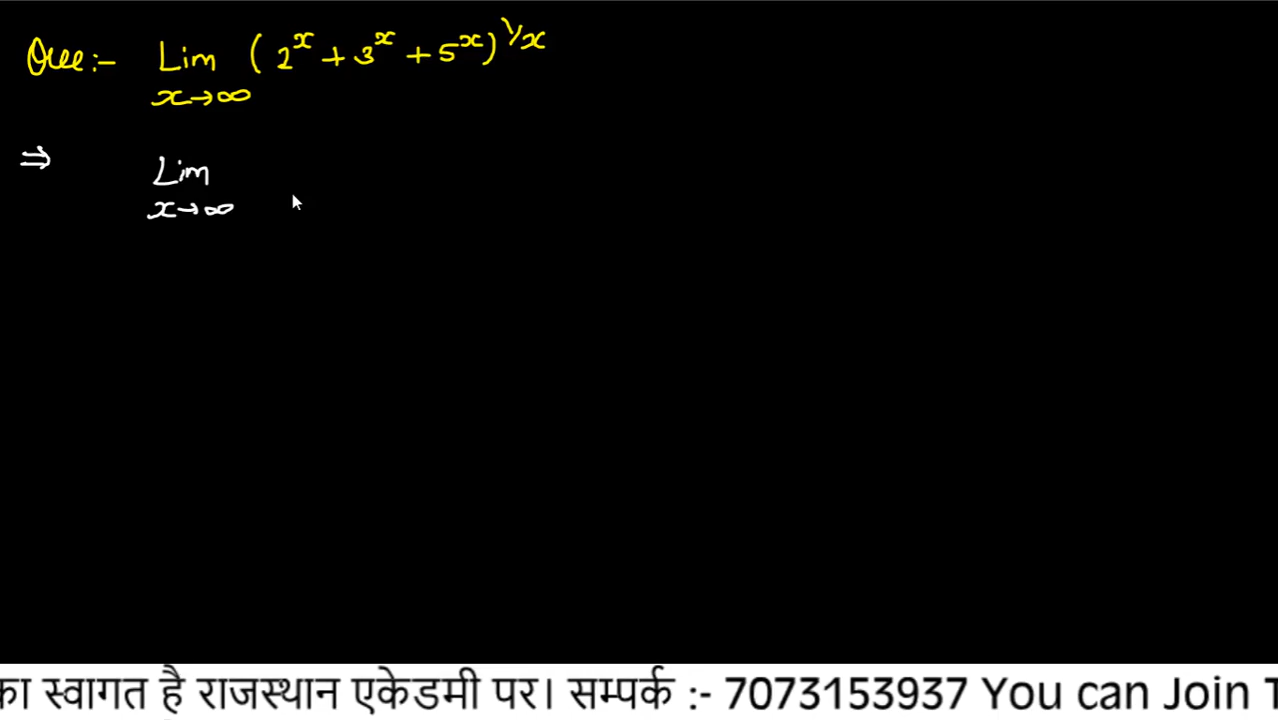 Que:- Lim (2^x + 3^x + 5^x)^1/x
x→∞
⇒ Lim
x→∞
का स्वागत है राजस्थान एकेडमी पर। सम्पर्क :- 7073153937 You can Join T